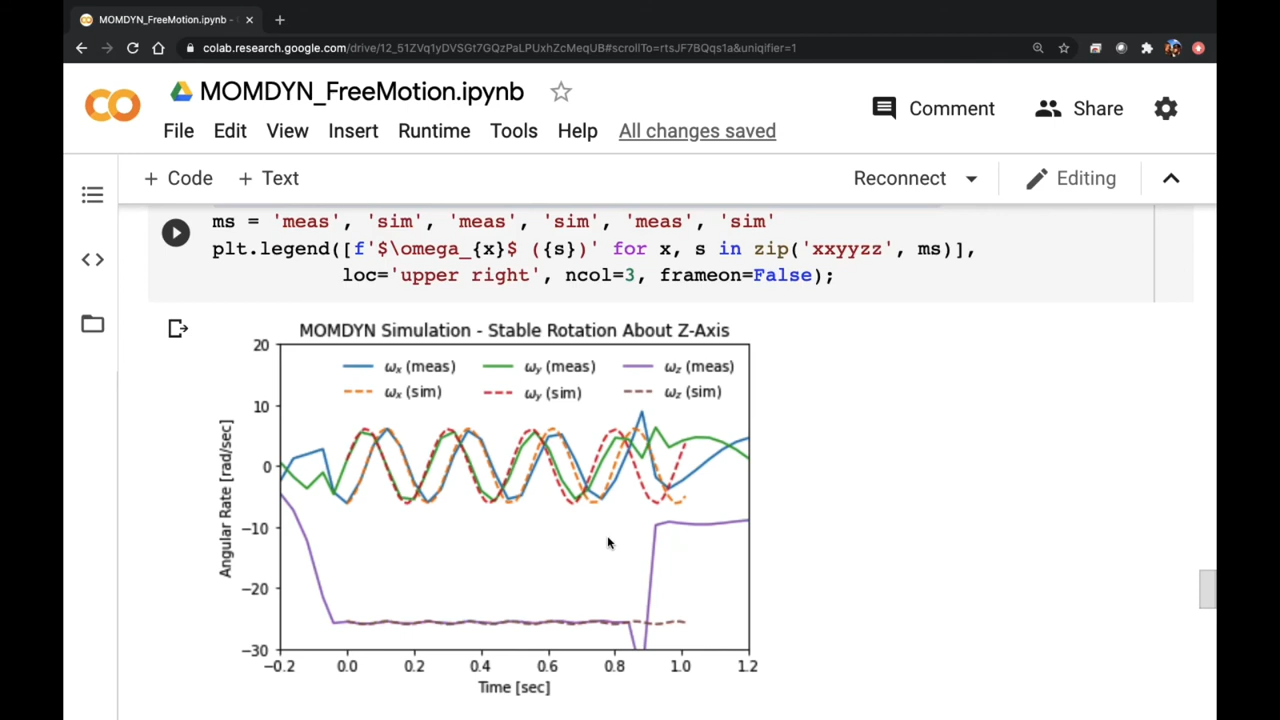 MOMDYN_FreeMotion.ipynb -
colab.research.google.com/drive/12_51ZVq1yDVSGt7GQzPaLPUxhZcMeqUB#scrollTo=rtsJF7BQqs1a&uniqifier=1
MOMDYN_FreeMotion.ipynb
Comment
Share
File Edit View Insert Runtime Tools Help All changes saved
+ Code + Text
Reconnect
Editing
ms = 'meas', 'sim', 'meas', 'sim', 'meas', 'sim'
plt.legend([f'$\omega_{x}$ ({s})' for x, s in zip('xxyyzz', ms)],
loc='upper right', ncol=3, frameon=False);
MOMDYN Simulation - Stable Rotation About Z-Axis
ωx (meas) ωy (meas) ωz (meas)
ωx (sim) ωy (sim) ωz (sim)
20
10
0
−10
−20
−30
Angular Rate [rad/sec]
−0.2 0.0 0.2 0.4 0.6 0.8 1.0 1.2
Time [sec]